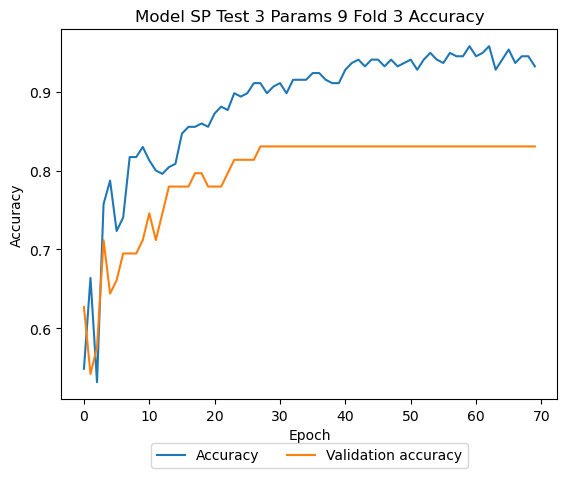 Model SP Test 3 Params 9 Fold 3 Accuracy
Accuracy
0.9
0.8
0.7
0.6
0 10 20 30 40 50 60 70
Epoch
Accuracy Validation accuracy